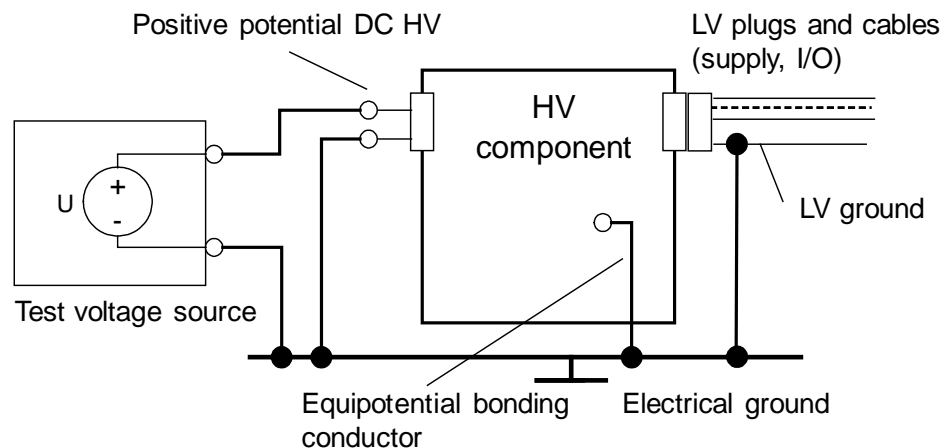 Positive potential DC HV
LV plugs and cables
(supply, I/O)
HV
component
U
+
-
LV ground
Test voltage source
Equipotential bonding
conductor
Electrical ground